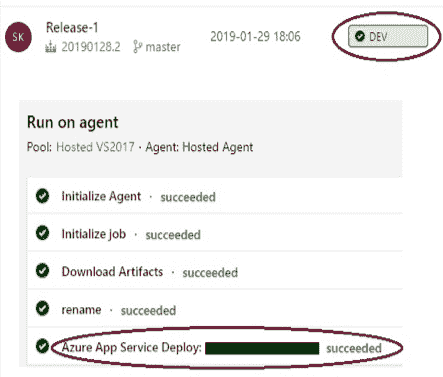 SK
Release-1
20190128.2 master
2019-01-29 18:06
DEV
Run on agent
Pool: Hosted VS2017 · Agent: Hosted Agent
Initialize Agent · succeeded
Initialize job · succeeded
Download Artifacts · succeeded
rename · succeeded
Azure App Service Deploy: succeeded